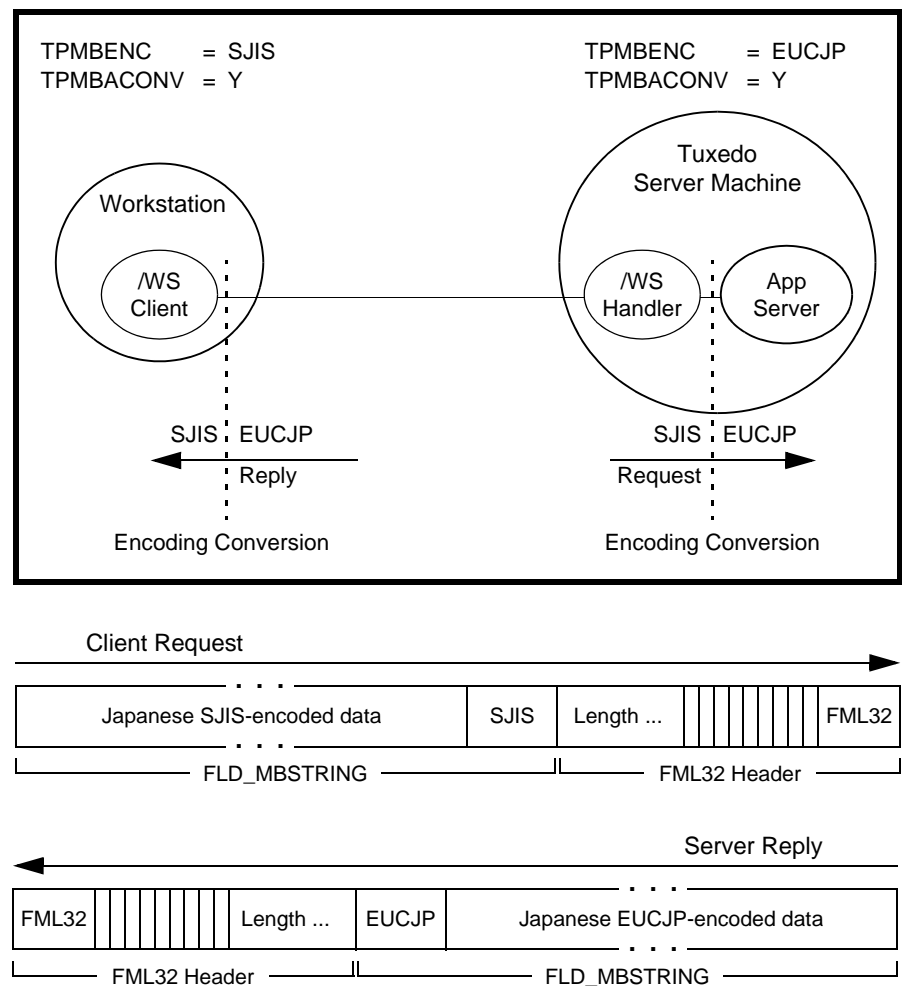 TPMBENC = SJIS
TPMBACONV = Y
TPMBENC = EUCJP
TPMBACONV = Y
Workstation
/WS
Client
Tuxedo
Server Machine
/WS
Handler
App
Server
SJIS EUCJP
Reply
Encoding Conversion
SJIS EUCJP
Request
Encoding Conversion
Client Request
. . .
Japanese SJIS-encoded data SJIS Length ... FML32
. . .
FLD_MBSTRING FML32 Header
Server Reply
. . .
FML32 Length ... EUCJP Japanese EUCJP-encoded data
. . .
FML32 Header FLD_MBSTRING